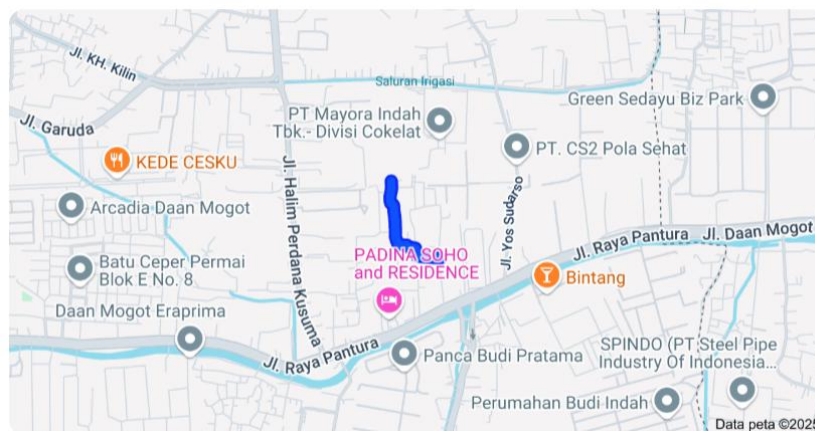 Jl. KH. Kilin
Saluran Irigasi
PT Mayora Indah
Tbk.- Divisi Cokelat
Green Sedayu Biz Park
Jl. Garuda
KEDE CESKU
PT. CS2 Pola Sehat
Jl. Halim Perdana Kusuma
Arcadia Daan Mogot
Jl. Yos Sudarso
Jl. Raya Pantura
Jl. Daan Mogot
PADINA SOHO
and RESIDENCE
Batu Ceper Permai
Blok E No. 8
Bintang
Daan Mogot Eraprima
Jl. Raya Pantura
Panca Budi Pratama
SPINDO (PT Steel Pipe
Industry Of Indonesia...
Perumahan Budi Indah
Data peta ©2025